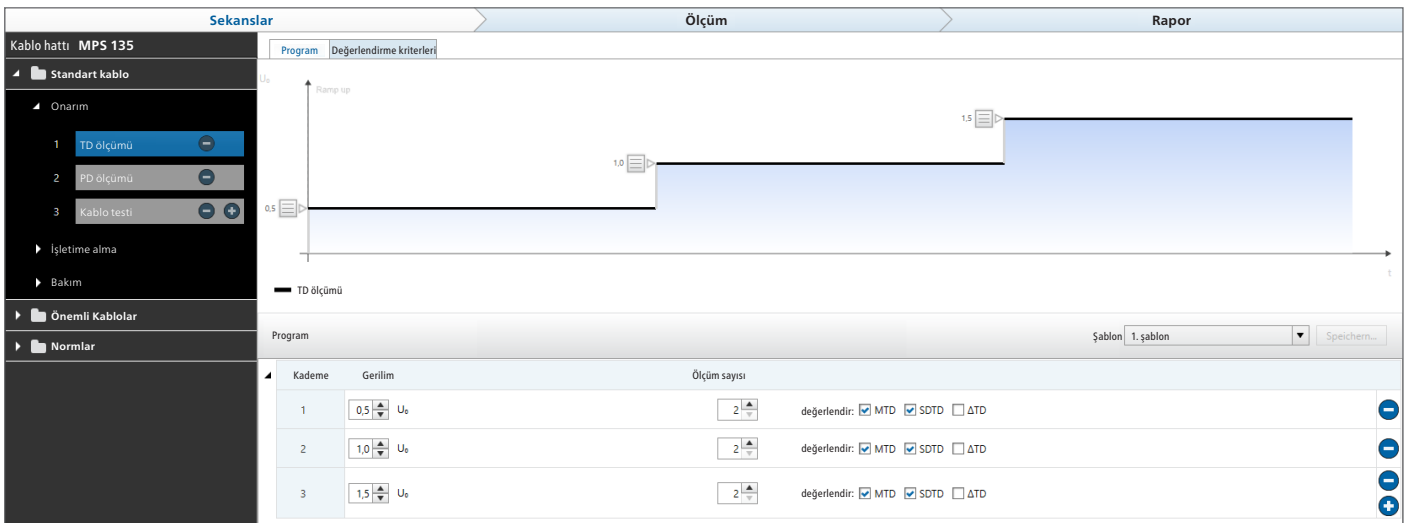 Sekanslar
Ölçüm
Rapor
Kablo hattı MPS 135
Program
Değerlendirme kriterleri
Standart kablo
Onarım
1 TD ölçümü
2 PD ölçümü
3 Kablo testi
İşletime alma
Bakım
Önemli Kablolar
Normlar
U₀
Ramp up
1,5
1,0
0,5
t
TD ölçümü
Program
Şablon 1. şablon
Speichern...
Kademe Gerilim Ölçüm sayısı
1 0,5 U₀ 2 değerlendir: MTD SDTD ΔTD
2 1,0 U₀ 2 değerlendir: MTD SDTD ΔTD
3 1,5 U₀ 2 değerlendir: MTD SDTD ΔTD